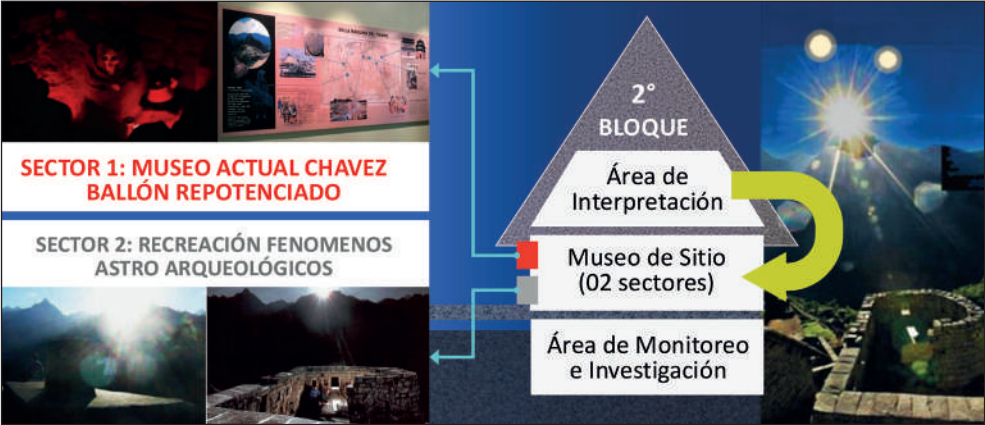 SECTOR 1: MUSEO ACTUAL CHAVEZ
BALLÓN REPOTENCIADO
SECTOR 2: RECREACIÓN FENOMENOS
ASTRO ARQUEOLÓGICOS
2°
BLOQUE
Área de
Interpretación
Museo de Sitio
(02 sectores)
Área de Monitoreo
e Investigación